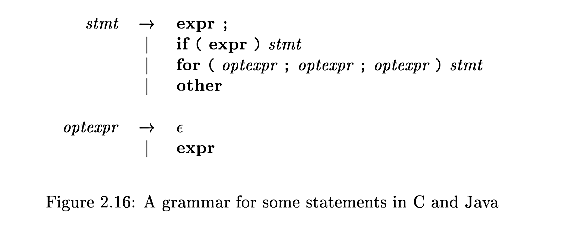 stmt → expr ;
| if ( expr ) stmt
| for ( optexpr ; optexpr ; optexpr ) stmt
| other
optexpr → ϵ
| expr
Figure 2.16: A grammar for some statements in C and Java